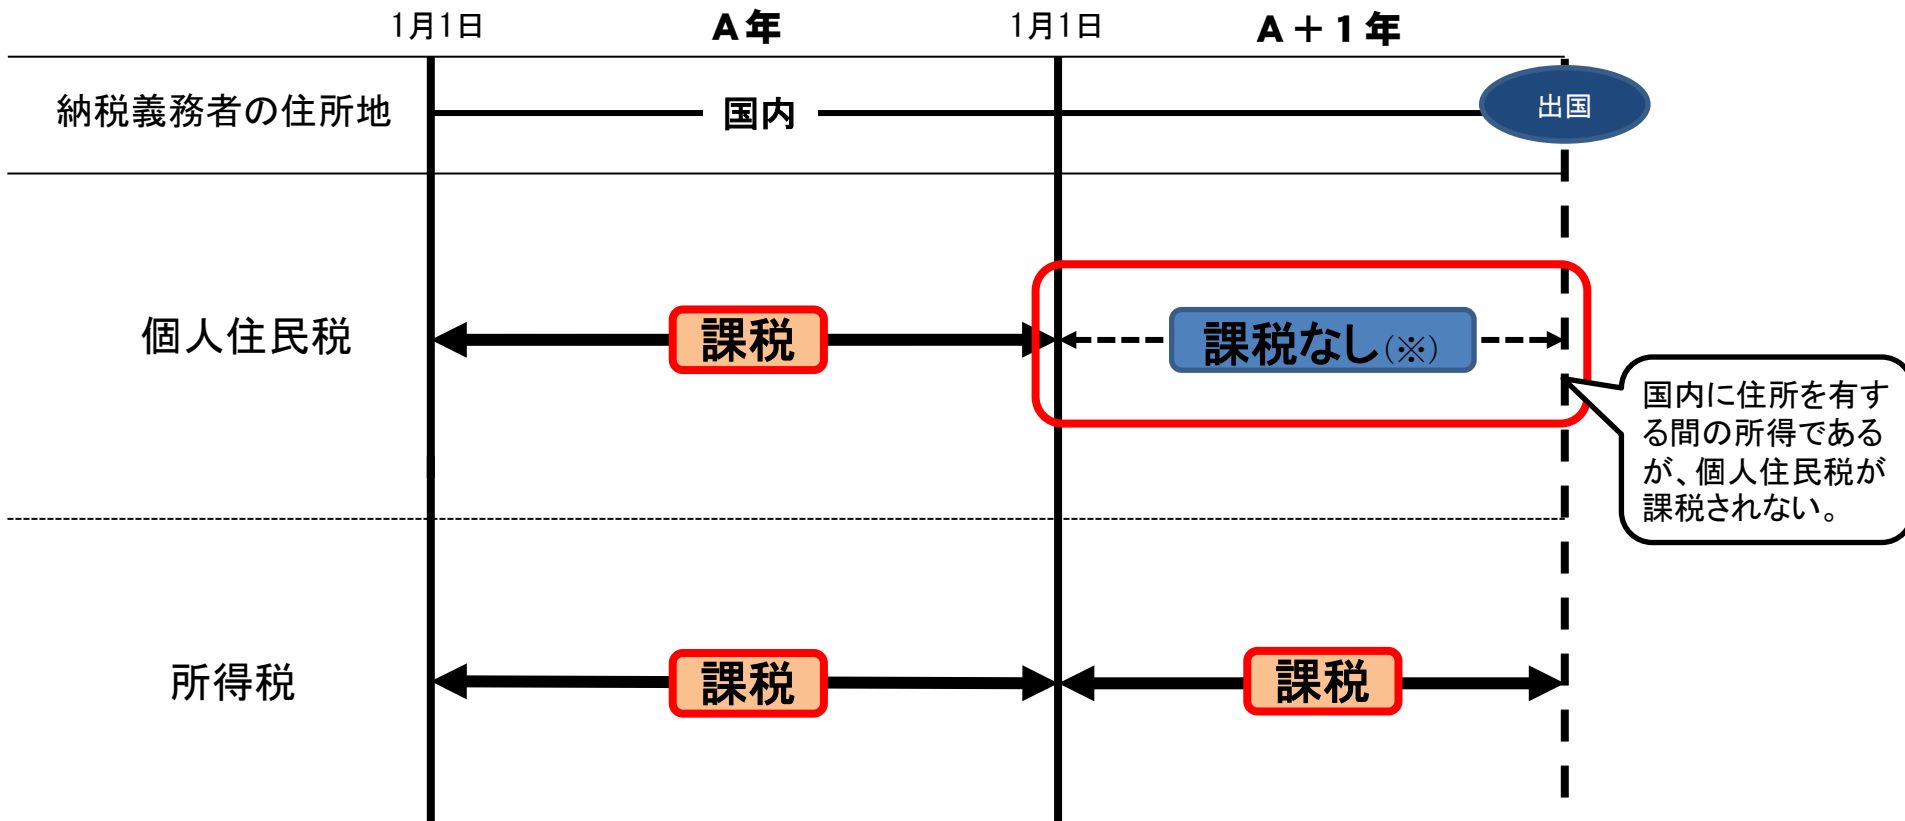 1月1日
A年
1月1日
A+1年
納税義務者の住所地
国内
出国
個人住民税
課税
課税なし(※)
国内に住所を有す
る間の所得である
が、個人住民税が
課税されない。
所得税
課税
課税